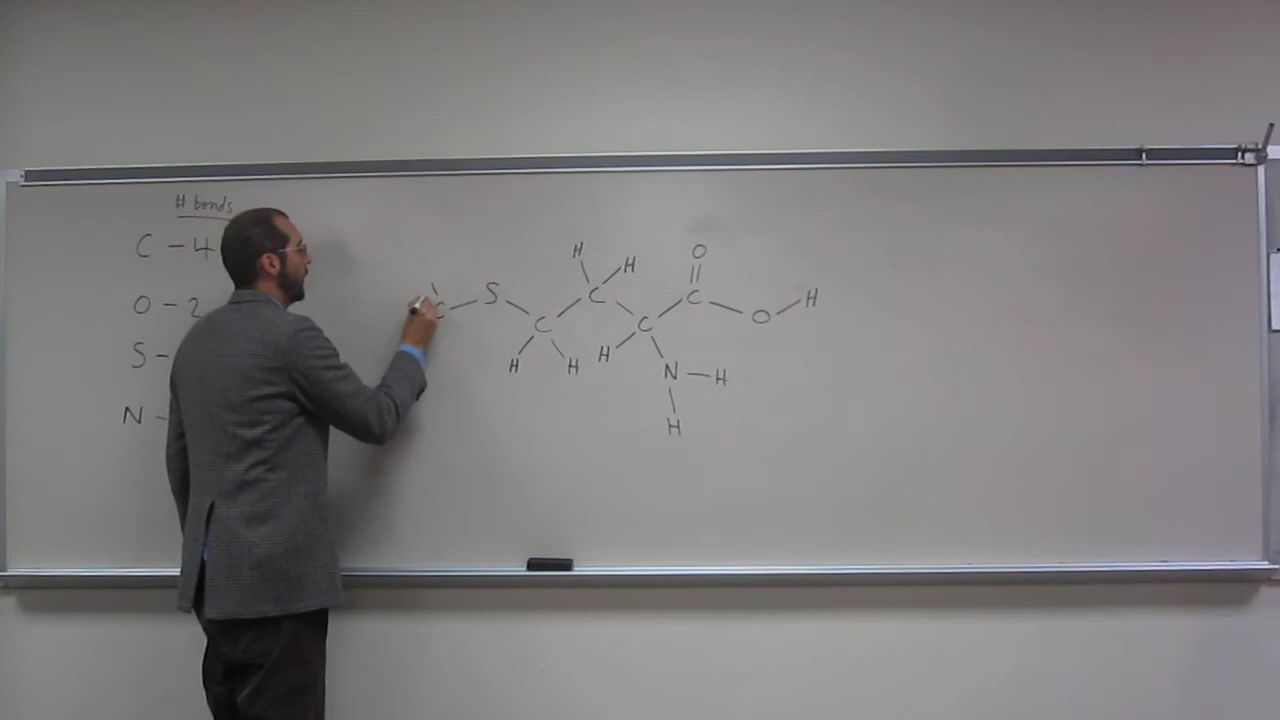 # bonds
C - 4
O - 2
S -
N -
O
H H
C S C C H
C C O
H H H N - H
H